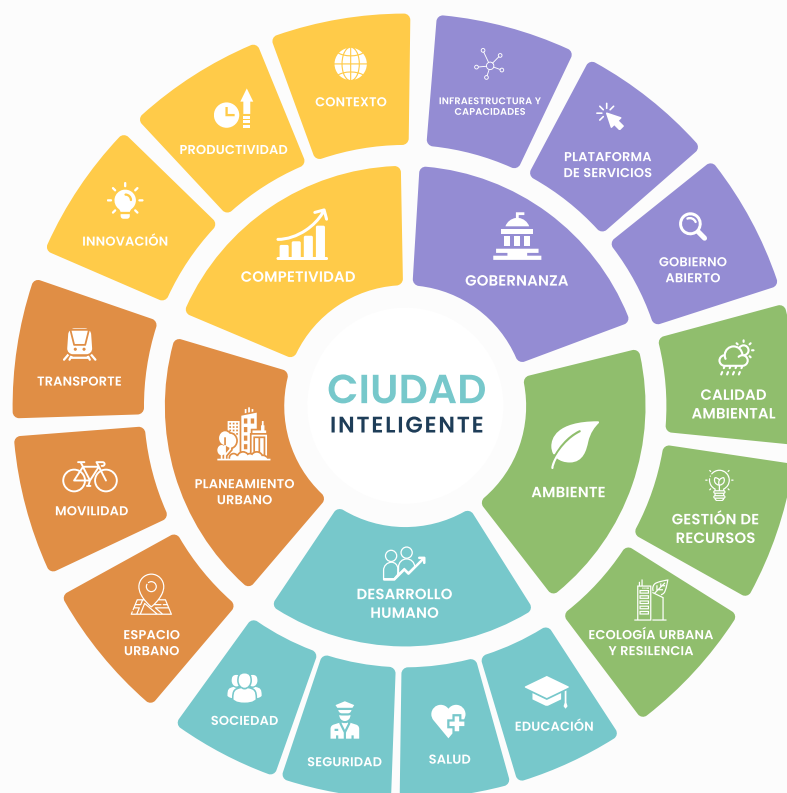 CIUDAD
INTELIGENTE
COMPETIVIDAD
INNOVACIÓN
PRODUCTIVIDAD
CONTEXTO
GOBERNANZA
INFRAESTRUCTURA Y
CAPACIDADES
PLATAFORMA
DE SERVICIOS
GOBIERNO
ABIERTO
AMBIENTE
CALIDAD
AMBIENTAL
GESTIÓN DE
RECURSOS
ECOLOGÍA URBANA
Y RESILENCIA
DESARROLLO
HUMANO
EDUCACIÓN
SALUD
SEGURIDAD
SOCIEDAD
PLANEAMIENTO
URBANO
ESPACIO
URBANO
MOVILIDAD
TRANSPORTE